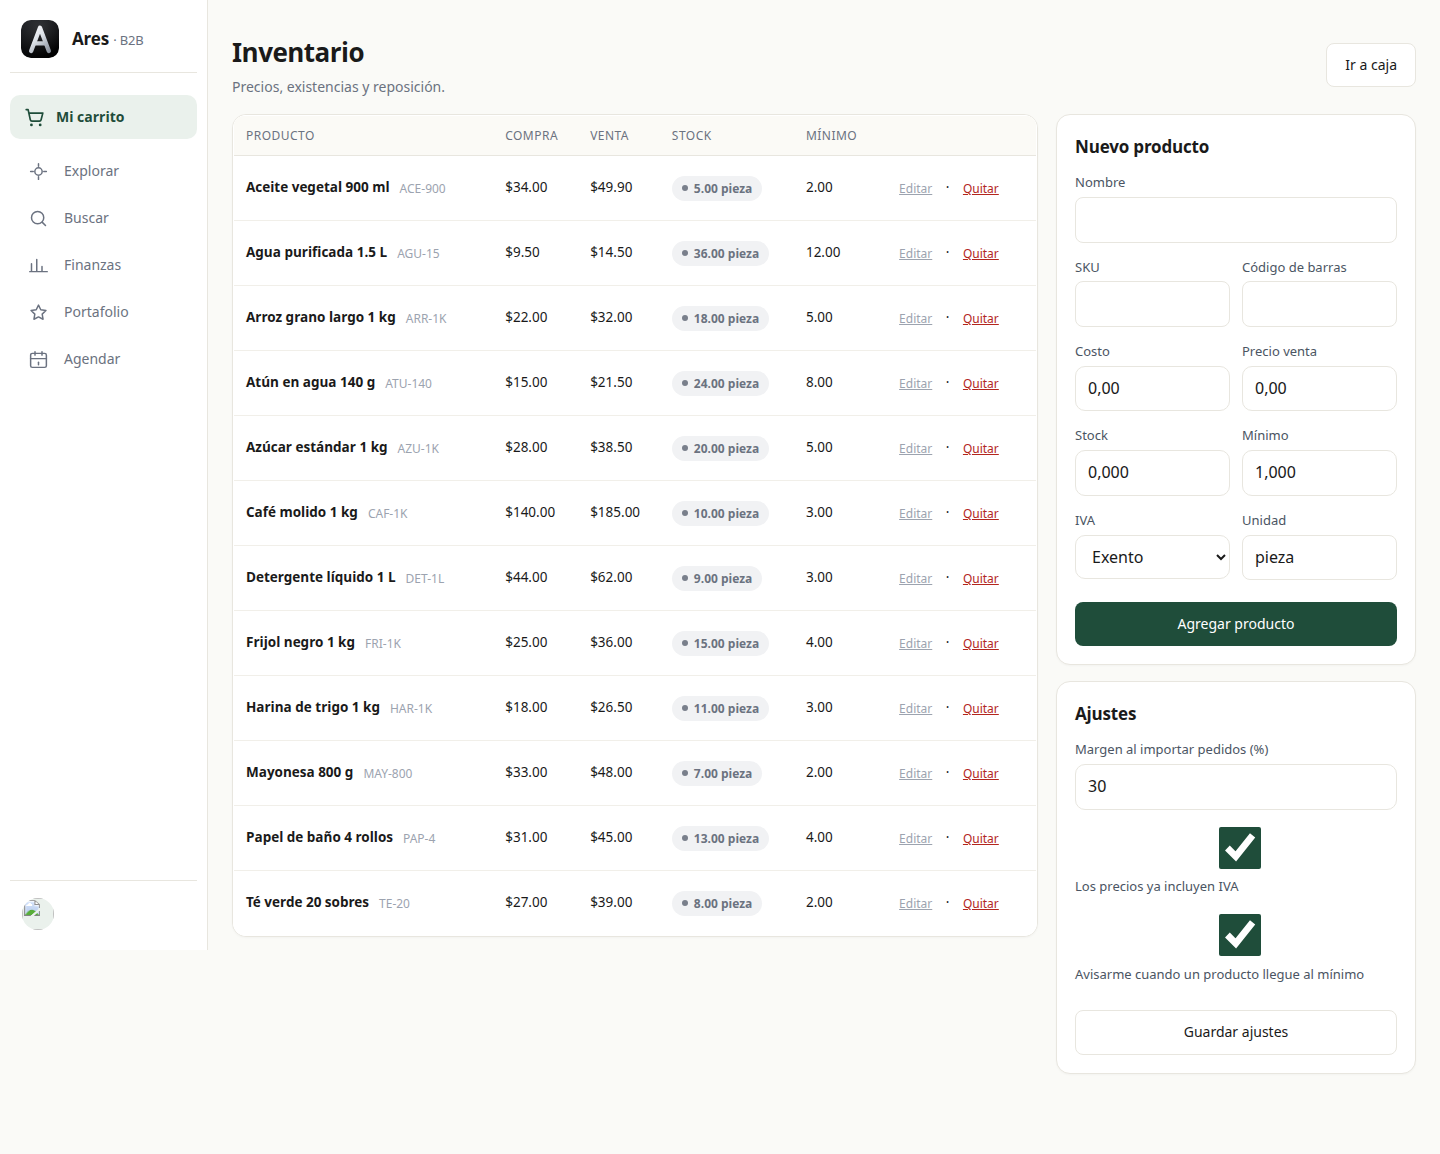 Ares · B2B
Mi carrito
Explorar
Buscar
Finanzas
Portafolio
Agendar
Inventario
Precios, existencias y reposición.
Ir a caja
PRODUCTO COMPRA VENTA STOCK MÍNIMO
Aceite vegetal 900 ml ACE-900 $34.00 $49.90 5.00 pieza 2.00 Editar · Quitar
Agua purificada 1.5 L AGU-15 $9.50 $14.50 36.00 pieza 12.00 Editar · Quitar
Arroz grano largo 1 kg ARR-1K $22.00 $32.00 18.00 pieza 5.00 Editar · Quitar
Atún en agua 140 g ATU-140 $15.00 $21.50 24.00 pieza 8.00 Editar · Quitar
Azúcar estándar 1 kg AZU-1K $28.00 $38.50 20.00 pieza 5.00 Editar · Quitar
Café molido 1 kg CAF-1K $140.00 $185.00 10.00 pieza 3.00 Editar · Quitar
Detergente líquido 1 L DET-1L $44.00 $62.00 9.00 pieza 3.00 Editar · Quitar
Frijol negro 1 kg FRI-1K $25.00 $36.00 15.00 pieza 4.00 Editar · Quitar
Harina de trigo 1 kg HAR-1K $18.00 $26.50 11.00 pieza 3.00 Editar · Quitar
Mayonesa 800 g MAY-800 $33.00 $48.00 7.00 pieza 2.00 Editar · Quitar
Papel de baño 4 rollos PAP-4 $31.00 $45.00 13.00 pieza 4.00 Editar · Quitar
Té verde 20 sobres TE-20 $27.00 $39.00 8.00 pieza 2.00 Editar · Quitar
Nuevo producto
Nombre
SKU Código de barras
Costo Precio venta
0,00 0,00
Stock Mínimo
0,000 1,000
IVA Unidad
Exento pieza
Agregar producto
Ajustes
Margen al importar pedidos (%)
30
Los precios ya incluyen IVA
Avisarme cuando un producto llegue al mínimo
Guardar ajustes